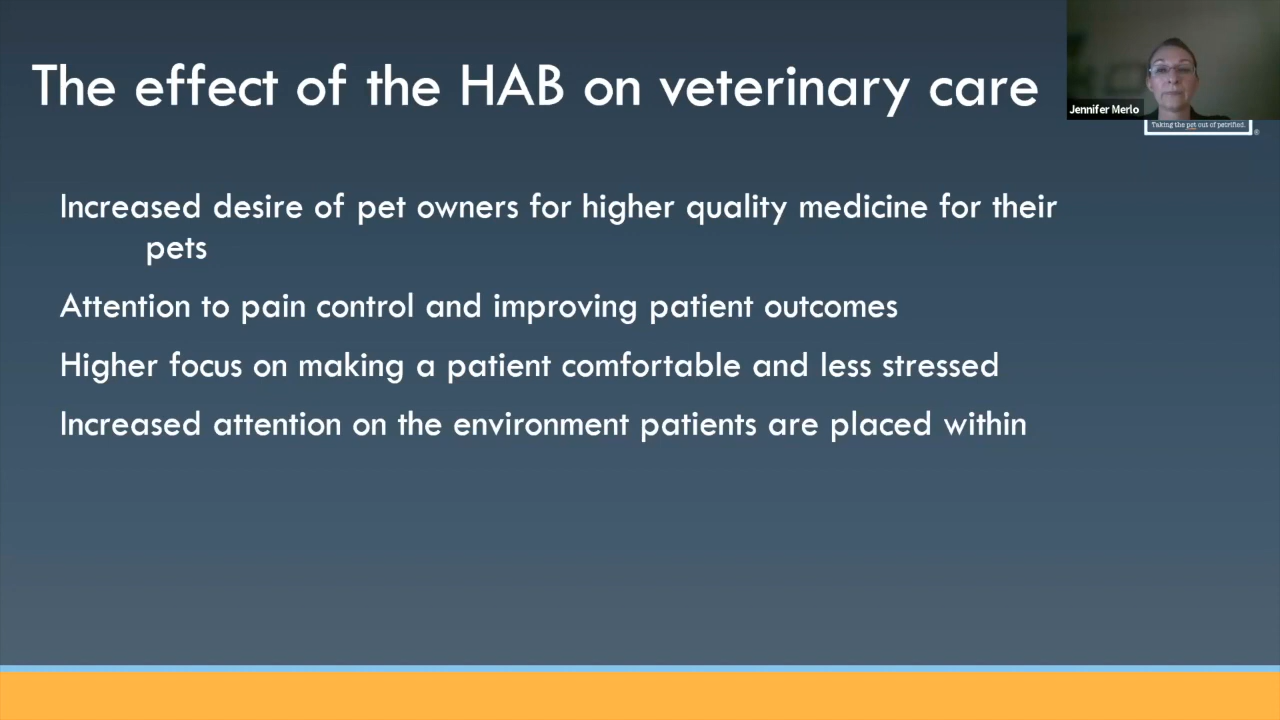 The effect of the HAB on veterinary care
Jennifer Merlo
Taking the pet out of petrified.
®
Increased desire of pet owners for higher quality medicine for their
pets
Attention to pain control and improving patient outcomes
Higher focus on making a patient comfortable and less stressed
Increased attention on the environment patients are placed within